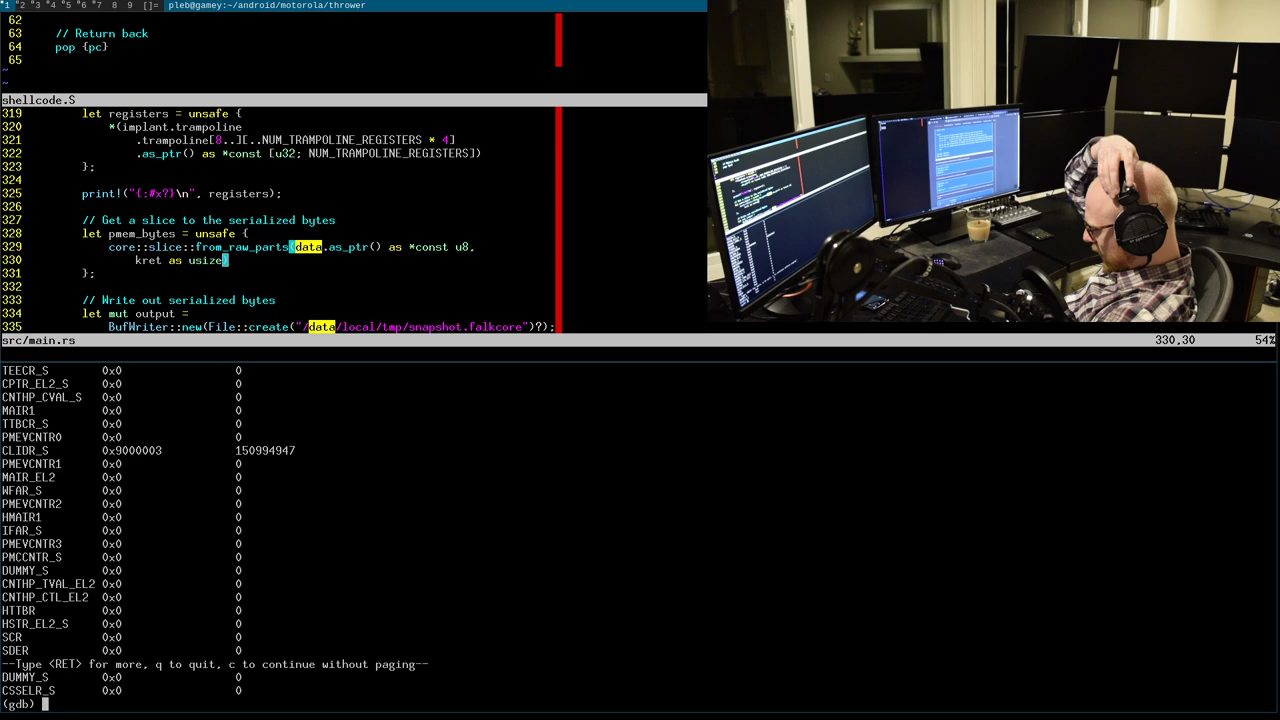 1 2 3 4 5 6 7 8 9 []= pleb@gamey:~/android/motorola/thrower
62
63     // Return back
64     pop {pc}
65
~
~
shellcode.S
319         let registers = unsafe {
320             *(implant.trampoline
321                 .trampoline[8..][..NUM_TRAMPOLINE_REGISTERS * 4]
322                 .as_ptr() as *const [u32; NUM_TRAMPOLINE_REGISTERS])
323         };
324
325         print!("{:#x?}\n", registers);
326
327         // Get a slice to the serialized bytes
328         let pmem_bytes = unsafe {
329             core::slice::from_raw_parts(data.as_ptr() as *const u8,
330                 kret as usize)
331         };
332
333         // Write out serialized bytes
334         let mut output =
335             BufWriter::new(File::create("/data/local/tmp/snapshot.falkcore")?);
src/main.rs 330,30 54%
TEECR_S 0x0 0
CPTR_EL2_S 0x0 0
CNTHP_CVAL_S 0x0 0
MAIR1 0x0 0
TTBCR_S 0x0 0
PMEVCNTR0 0x0 0
CLIDR_S 0x9000003 150994947
PMEVCNTR1 0x0 0
MAIR_EL2 0x0 0
WFAR_S 0x0 0
PMEVCNTR2 0x0 0
HMAIR1 0x0 0
IFAR_S 0x0 0
PMEVCNTR3 0x0 0
PMCCNTR_S 0x0 0
DUMMY_S 0x0 0
CNTHP_TVAL_EL2 0x0 0
CNTHP_CTL_EL2 0x0 0
HTTBR 0x0 0
HSTR_EL2_S 0x0 0
SCR 0x0 0
SDER 0x0 0
--Type <RET> for more, q to quit, c to continue without paging--
DUMMY_S 0x0 0
CSSELR_S 0x0 0
(gdb)